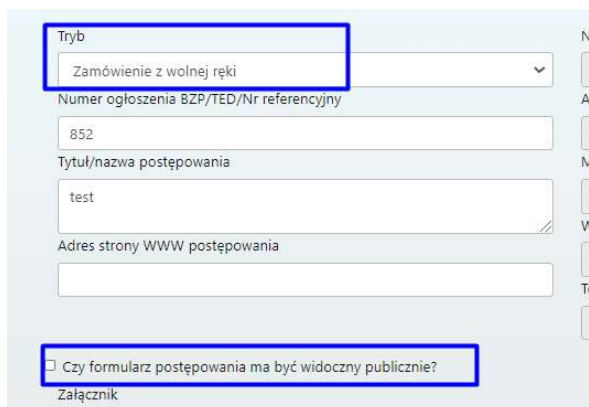 Tryb
Zamówienie z wolnej ręki
Numer ogłoszenia BZP/TED/Nr referencyjny
852
Tytuł/nazwa postępowania
test
Adres strony WWW postępowania
Czy formularz postępowania ma być widoczny publicznie?
Załącznik